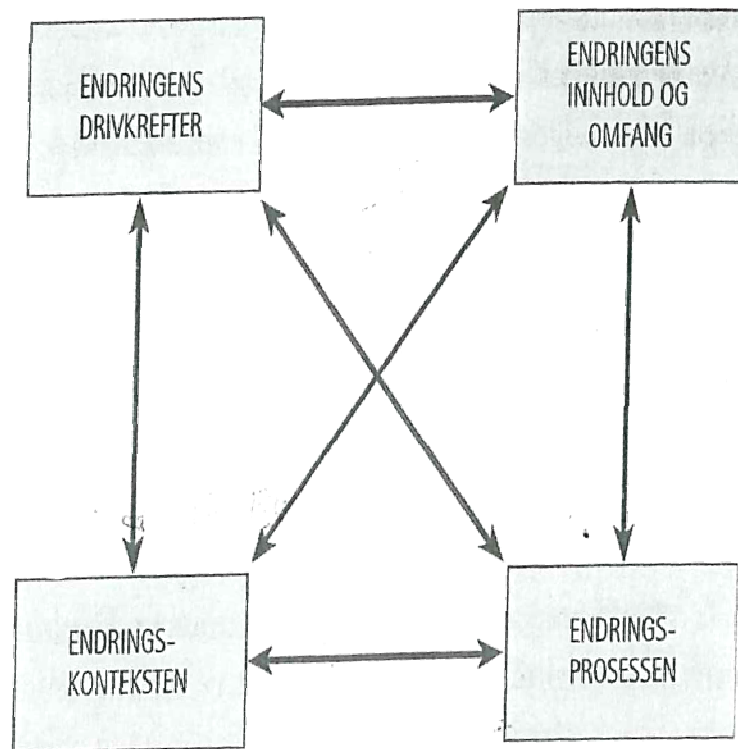 ENDRINGENS
DRIVKREFTER
ENDRINGENS
INNHOLD OG
OMFANG
ENDRINGS-
KONTEKSTEN
ENDRINGS-
PROSESSEN